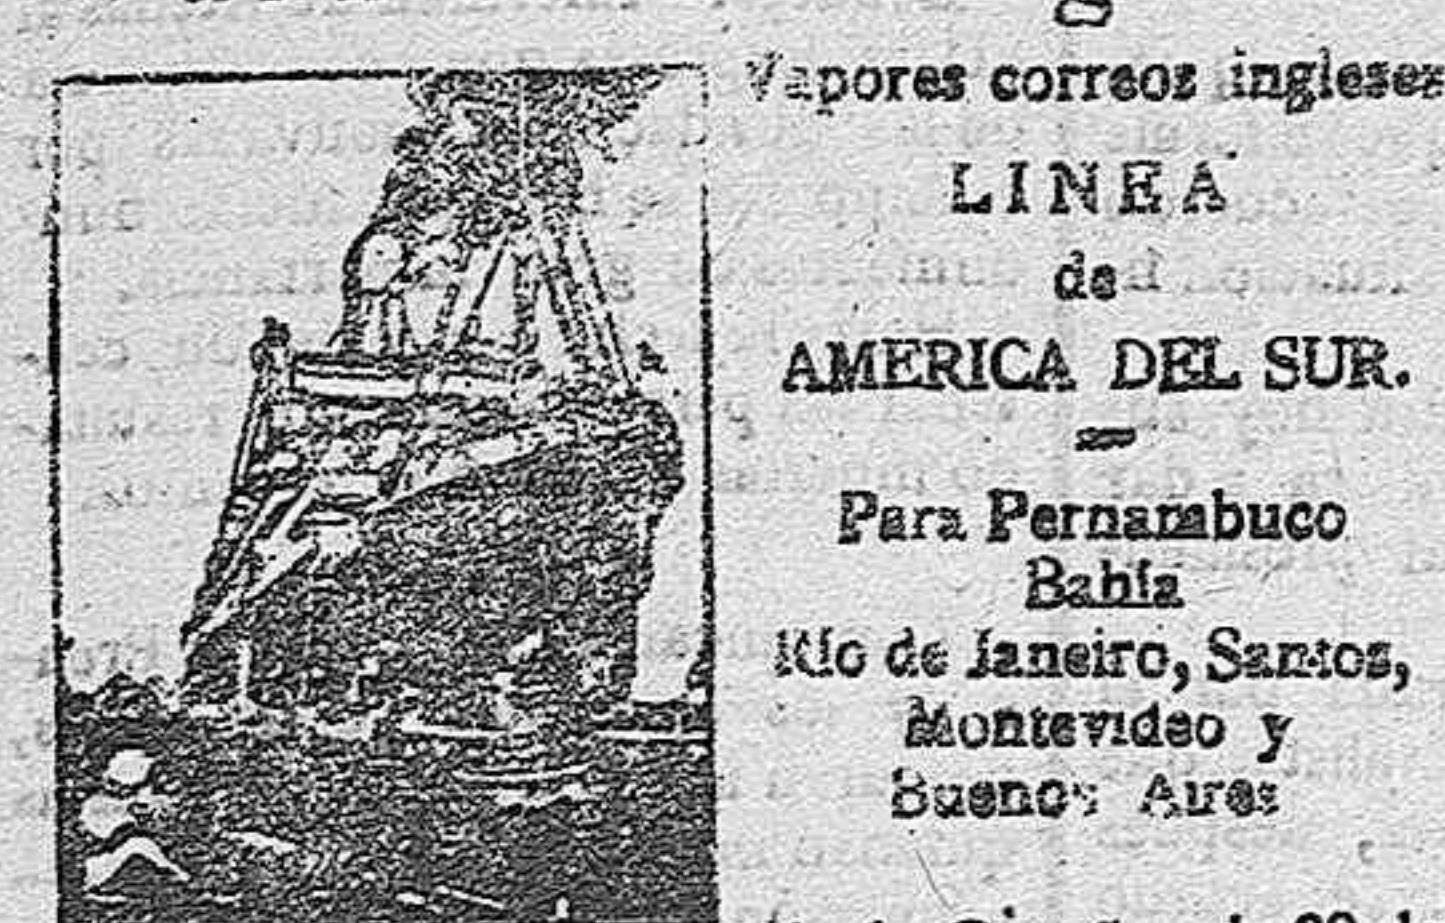 Vapores correos ingleses
LINEA
de
AMERICA DEL SUR.
Para Pernambuco
Bahía
Río de Janeiro, Santos,
Montevideo y
Buenos Aires